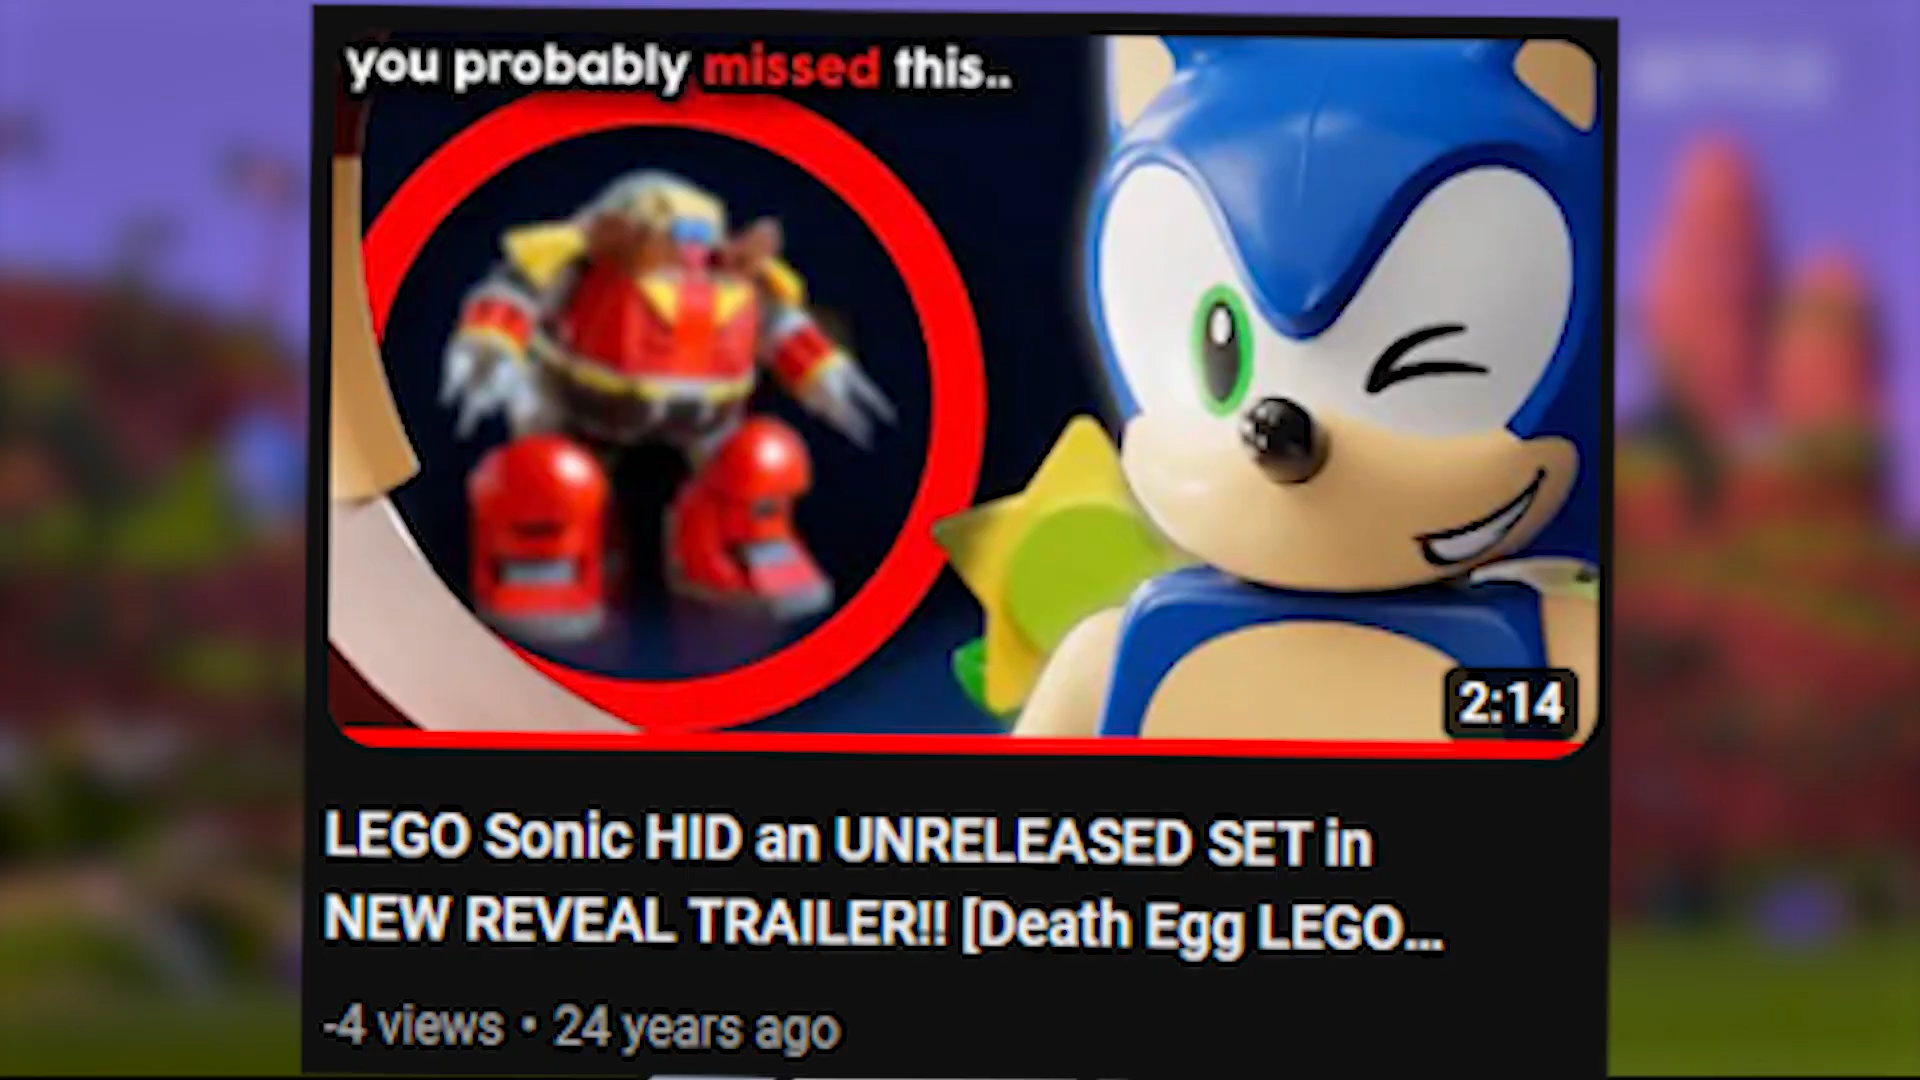 you probably missed this..
2:14
LEGO Sonic HID an UNRELEASED SET in
NEW REVEAL TRAILER!! [Death Egg LEGO...
-4 views • 24 years ago